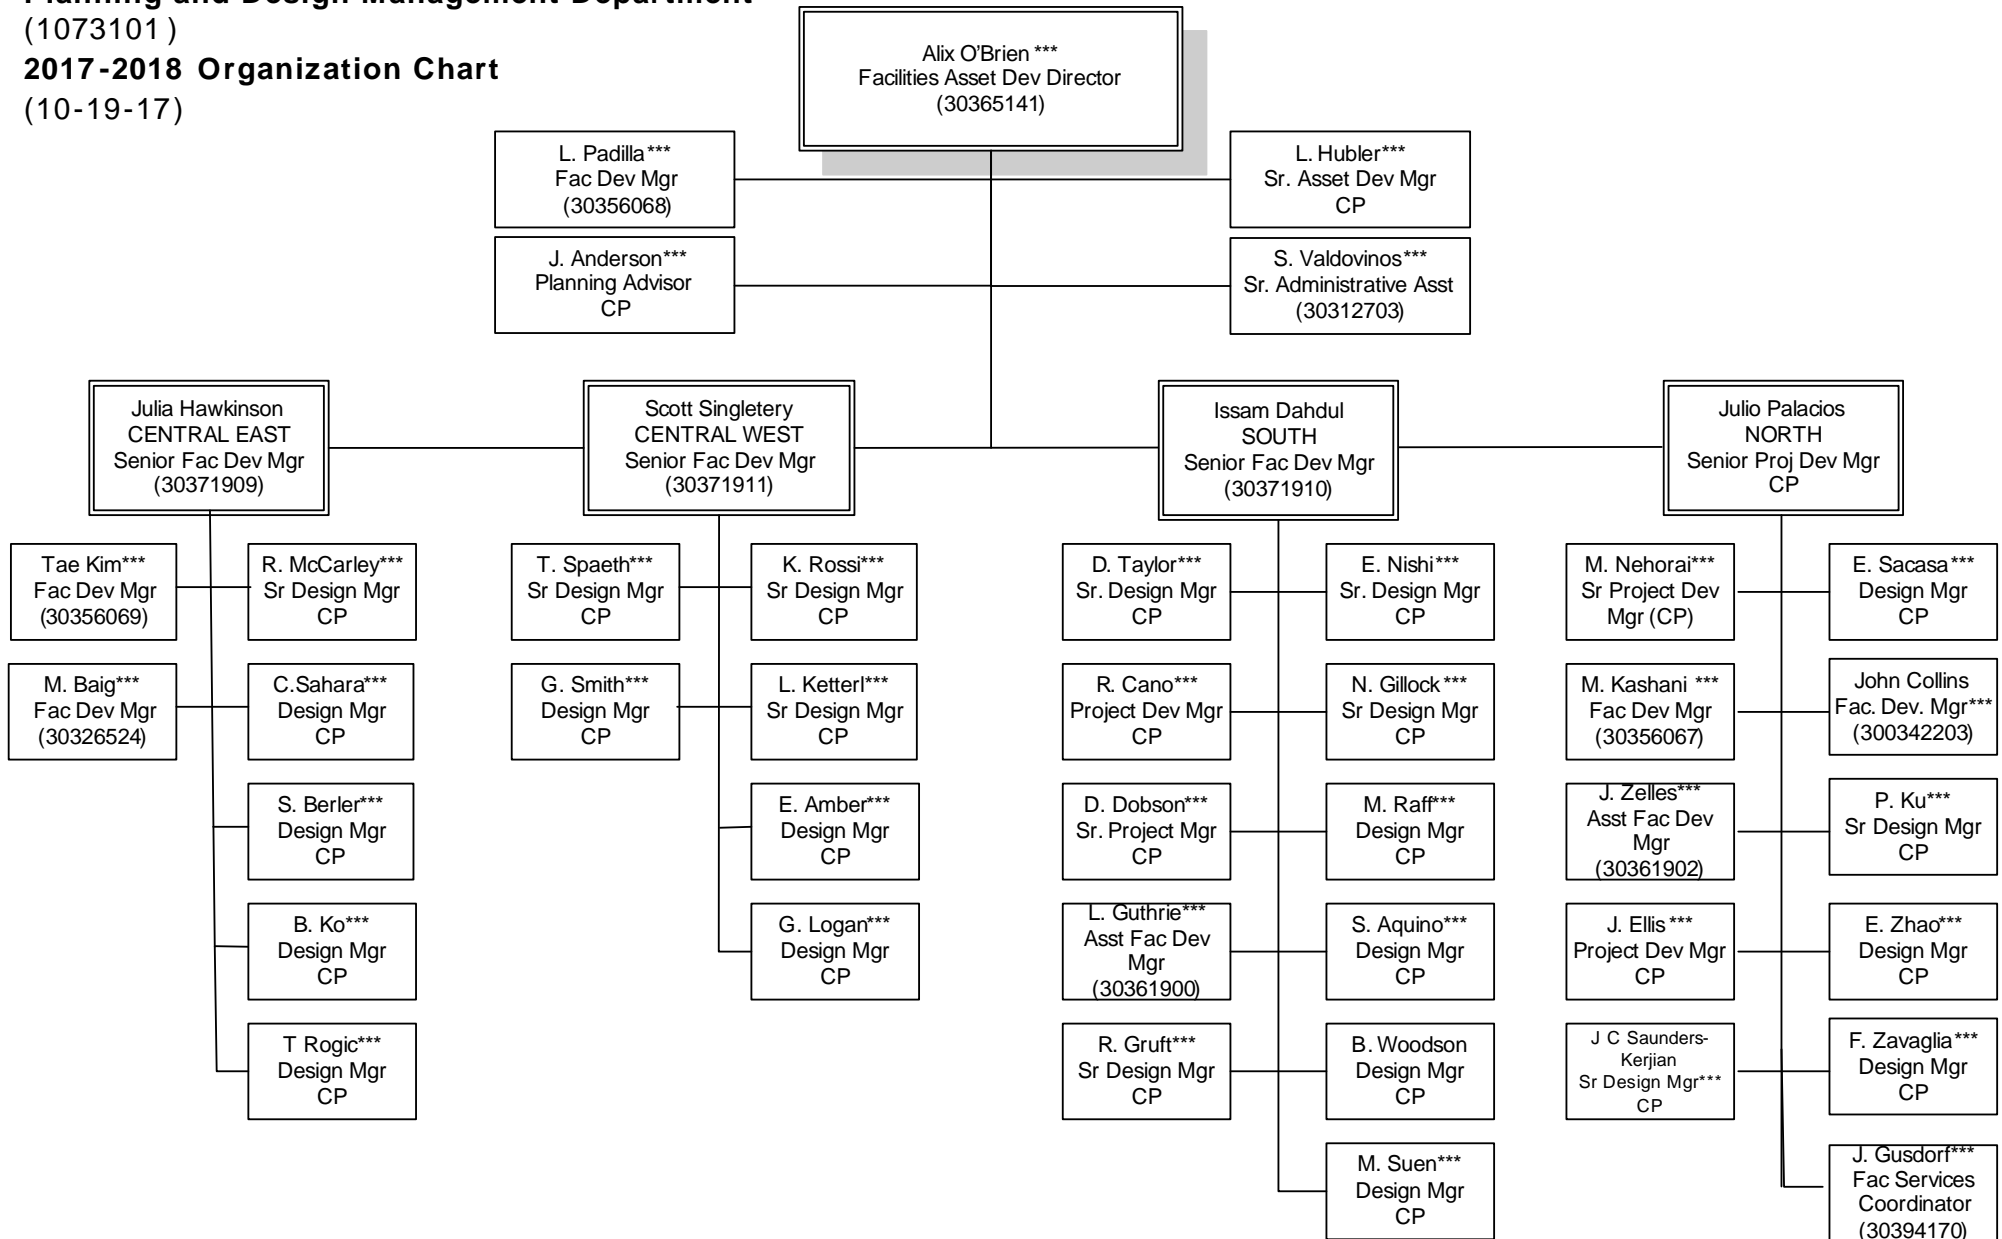 Planning and Design Management Department
(1073101)
2017-2018 Organization Chart
(10-19-17)
Alix O'Brien ***
Facilities Asset Dev Director
(30365141)
L. Padilla***
Fac Dev Mgr
(30356068)
L. Hubler***
Sr. Asset Dev Mgr
CP
J. Anderson***
Planning Advisor
CP
S. Valdovinos***
Sr. Administrative Asst
(30312703)
Julia Hawkinson
CENTRAL EAST
Senior Fac Dev Mgr
(30371909)
Scott Singletery
CENTRAL WEST
Senior Fac Dev Mgr
(30371911)
Issam Dahdul
SOUTH
Senior Fac Dev Mgr
(30371910)
Julio Palacios
NORTH
Senior Proj Dev Mgr
CP
Tae Kim***
Fac Dev Mgr
(30356069)
R. McCarley***
Sr Design Mgr
CP
M. Baig***
Fac Dev Mgr
(30326524)
C.Sahara***
Design Mgr
CP
S. Berler***
Design Mgr
CP
B. Ko***
Design Mgr
CP
T Rogic***
Design Mgr
CP
T. Spaeth***
Sr Design Mgr
CP
K. Rossi***
Sr Design Mgr
CP
G. Smith***
Design Mgr
CP
L. Ketterl***
Sr Design Mgr
CP
E. Amber***
Design Mgr
CP
G. Logan***
Design Mgr
CP
D. Taylor***
Sr. Design Mgr
CP
E. Nishi***
Sr. Design Mgr
CP
R. Cano***
Project Dev Mgr
CP
N. Gillock***
Sr Design Mgr
CP
D. Dobson***
Sr. Project Mgr
CP
M. Raff***
Design Mgr
CP
L. Guthrie***
Asst Fac Dev
Mgr
(30361900)
S. Aquino***
Design Mgr
CP
R. Gruft***
Sr Design Mgr
CP
B. Woodson
Design Mgr
CP
M. Suen***
Design Mgr
CP
M. Nehorai***
Sr Project Dev
Mgr (CP)
E. Sacasa***
Design Mgr
CP
M. Kashani ***
Fac Dev Mgr
(30356067)
John Collins
Fac. Dev. Mgr***
(300342203)
J. Zelles***
Asst Fac Dev
Mgr
(30361902)
P. Ku***
Sr Design Mgr
CP
J. Ellis ***
Project Dev Mgr
CP
E. Zhao***
Design Mgr
CP
J C Saunders-
Kerjian
Sr Design Mgr***
CP
F. Zavaglia***
Design Mgr
CP
J. Gusdorf***
Fac Services
Coordinator
(30394170)